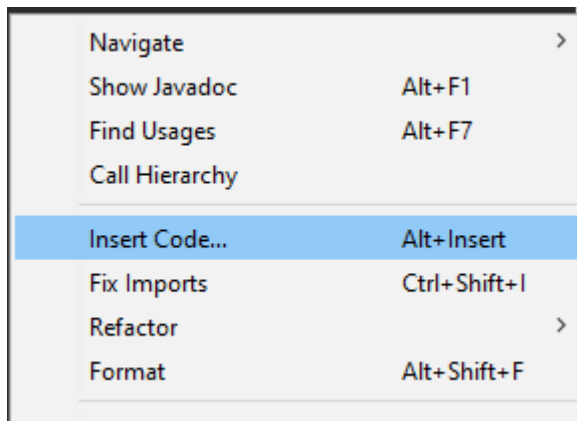 Navigate
Show Javadoc Alt+F1
Find Usages Alt+F7
Call Hierarchy
Insert Code... Alt+Insert
Fix Imports Ctrl+Shift+I
Refactor
Format Alt+Shift+F